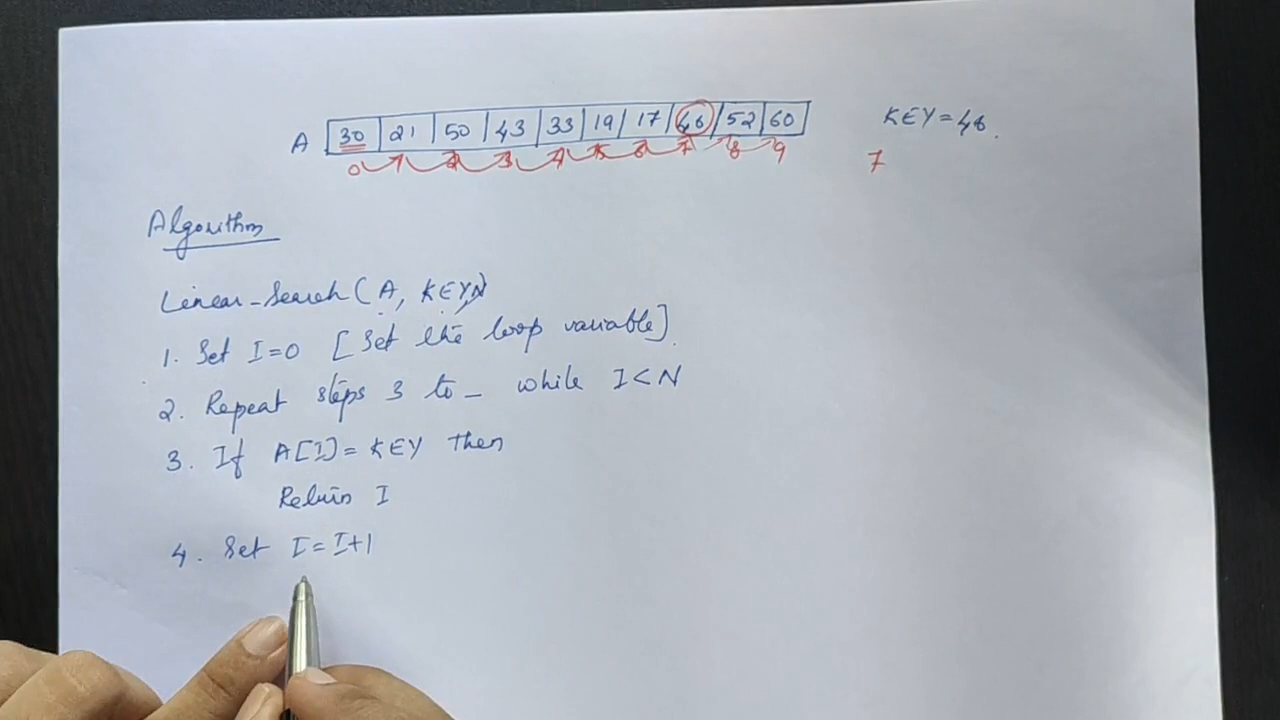 A 30 21 50 43 33 19 17 46 52 60 KEY=46.
0 1 2 3 4 5 6 7 8 9 7
Algorithm
Linear-Search(A, KEY,N)
1. Set I=0 [Set the loop variable].
2. Repeat steps 3 to _ while I<N
3. If A[I]=KEY then
Return I
4. Set I=I+1